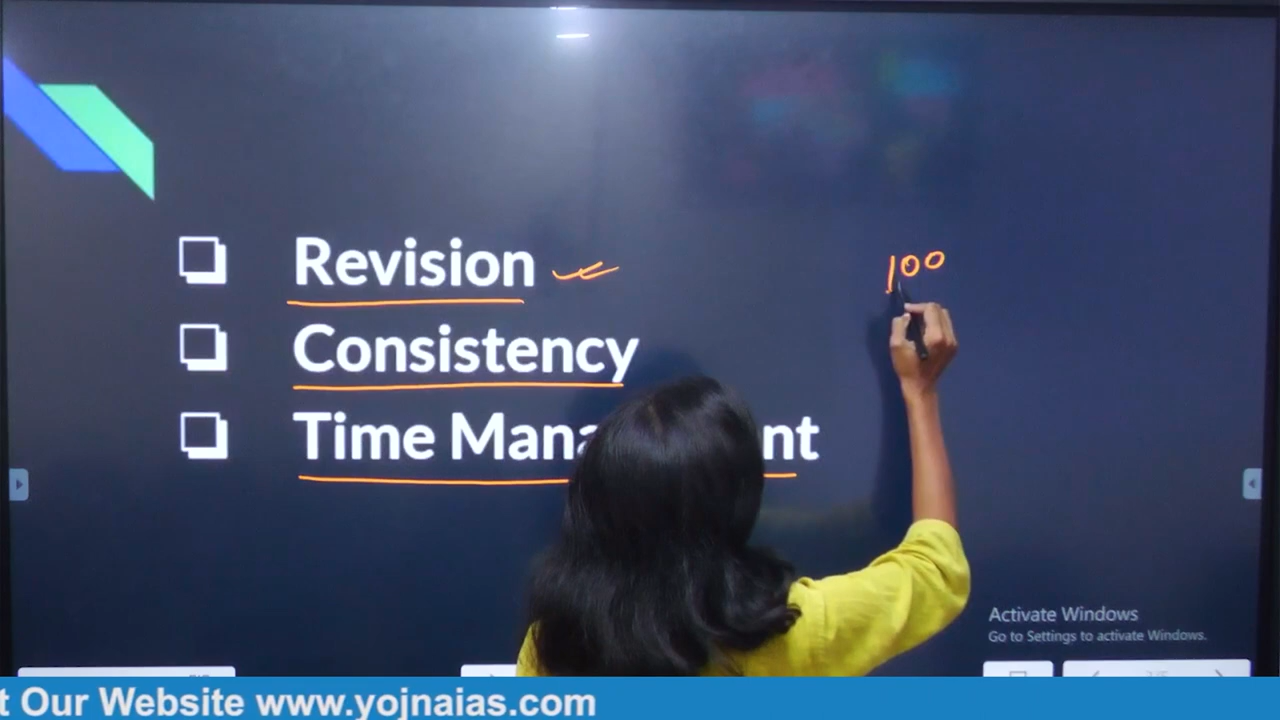 Revision
100
Consistency
Time Mana nt
Activate Windows
Go to Settings to activate Windows.
t Our Website www.yojnaias.com